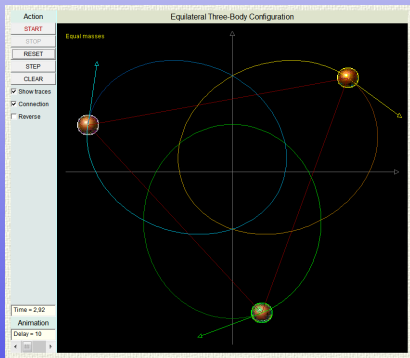 Action
START
STOP
RESET
STEP
CLEAR
Show traces
Connection
Reverse
Time = 2,92
Animation
Delay = 10
Equilateral Three-Body Configuration
Equal masses